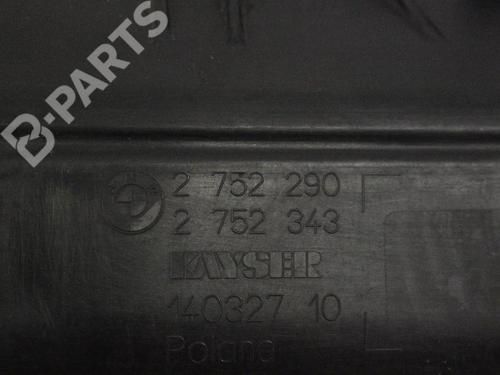 B-PARTS
2 752 290
2 752 343
KAYSER
140327 10
Poland